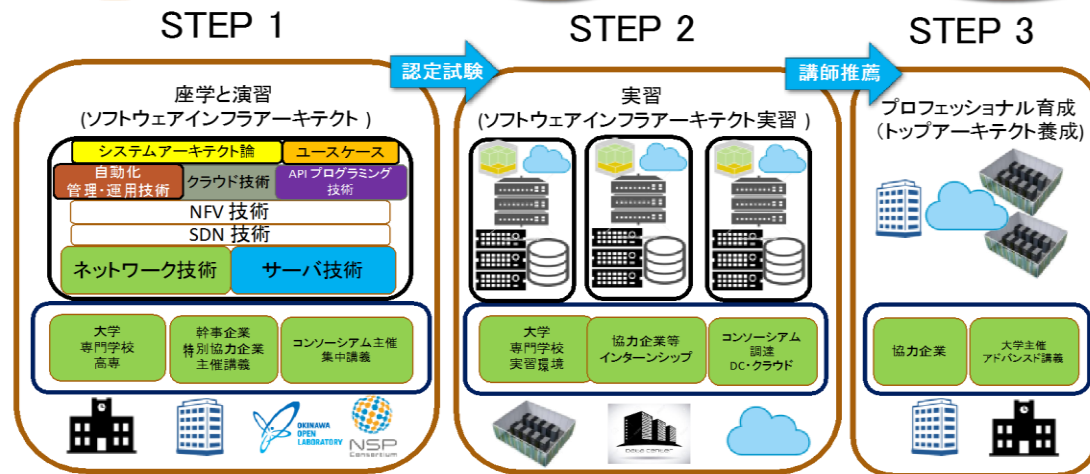 STEP 1
STEP 2
STEP 3
認定試験
講師推薦
座学と演習
(ソフトウェアインフラアーキテクト )
システムアーキテクト論
ユースケース
自動化
管理・運用技術
クラウド技術
API プログラミング
技術
NFV 技術
SDN 技術
ネットワーク技術
サーバ技術
大学
専門学校
高専
幹事企業
特別協力企業
主催講義
コンソーシアム主催
集中講義
OKINAWA
OPEN
LABORATORY
NSP
Consortium
実習
(ソフトウェアインフラアーキテクト実習 )
大学
専門学校
実習環境
協力企業等
インターンシップ
コンソーシアム
調達
DC・クラウド
DATA CENTER
プロフェッショナル育成
(トップアーキテクト養成)
協力企業
大学主催
アドバンスド講義